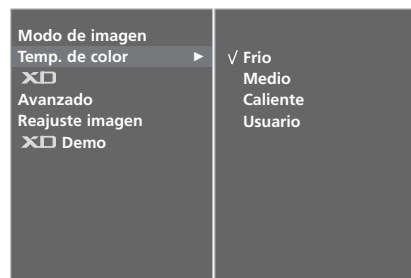 Modo de imagen
Temp. de color ►
XD
Avanzado
Reajuste imagen
XD Demo
√ Frio
Medio
Caliente
Usuario